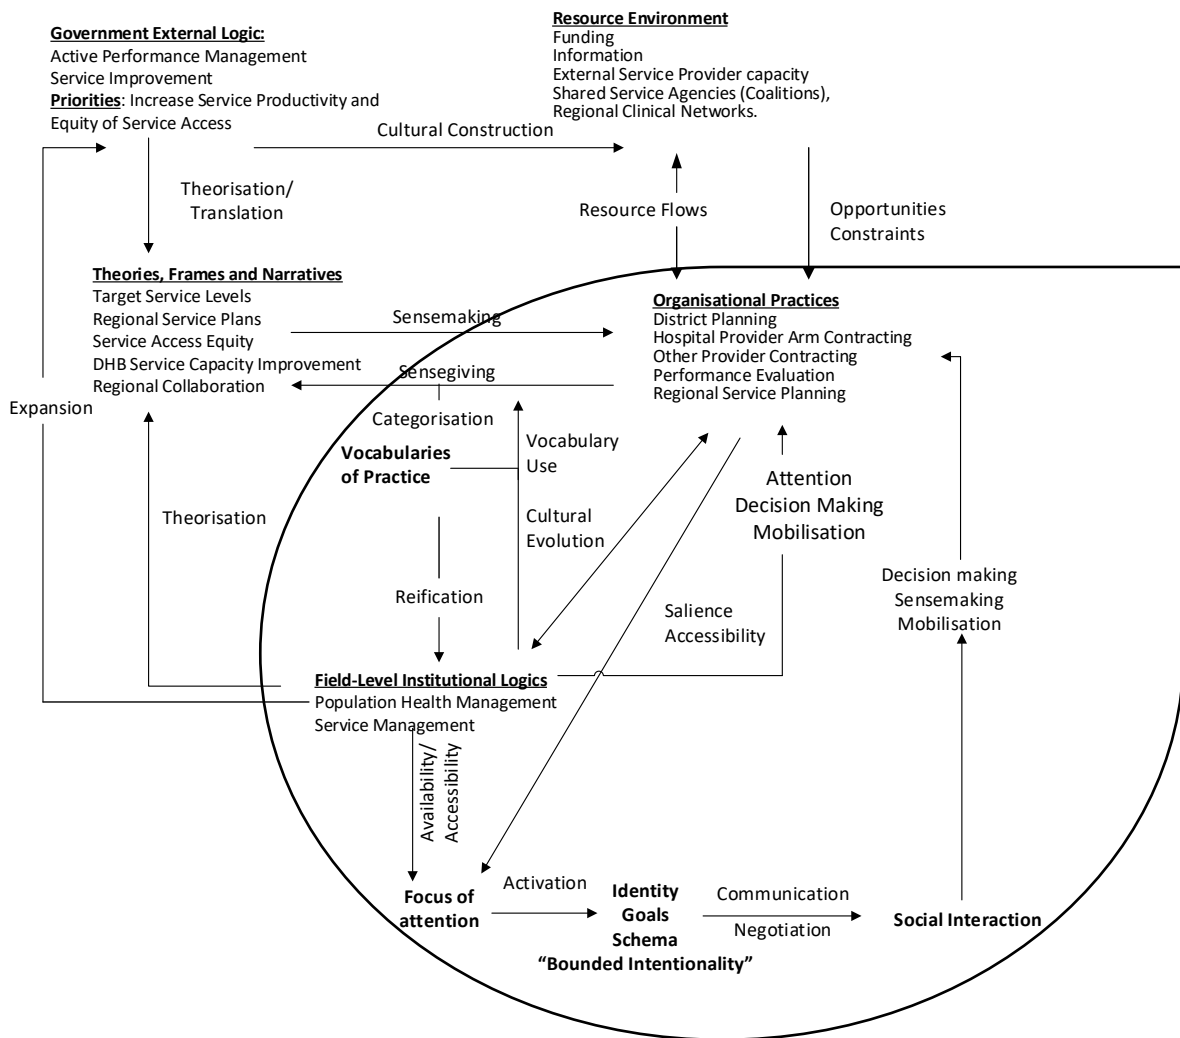 Government External Logic:
Active Performance Management
Service Improvement
Priorities: Increase Service Productivity and
Equity of Service Access
Resource Environment
Funding
Information
External Service Provider capacity
Shared Service Agencies (Coalitions),
Regional Clinical Networks.
Cultural Construction
Theorisation/
Translation
Resource Flows
Opportunities
Constraints
Theories, Frames and Narratives
Target Service Levels
Regional Service Plans
Service Access Equity
DHB Service Capacity Improvement
Regional Collaboration
Sensemaking
Sensegiving
Organisational Practices
District Planning
Hospital Provider Arm Contracting
Other Provider Contracting
Performance Evaluation
Regional Service Planning
Expansion
Categorisation
Vocabularies
of Practice
Vocabulary
Use
Cultural
Evolution
Attention
Decision Making
Mobilisation
Theorisation
Reification
Salience
Accessibility
Decision making
Sensemaking
Mobilisation
Field-Level Institutional Logics
Population Health Management
Service Management
Availability/
Accessibility
Focus of
attention
Activation
Identity
Goals
Schema
“Bounded Intentionality”
Communication
Negotiation
Social Interaction